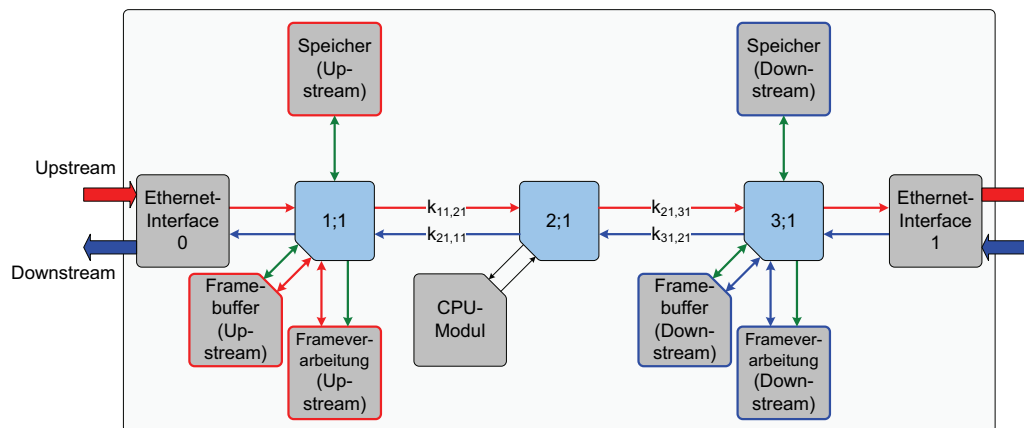 Speicher
(Up-
stream)
Speicher
(Down-
stream)
Upstream
Downstream
Ethernet-
Interface
0
1;1
k11,21
k21,11
2;1
k21,31
k31,21
3;1
Ethernet-
Interface
1
Frame-
buffer
(Up-
stream)
Framever-
arbeitung
(Up-
stream)
CPU-
Modul
Frame-
buffer
(Down-
stream)
Framever-
arbeitung
(Down-
stream)